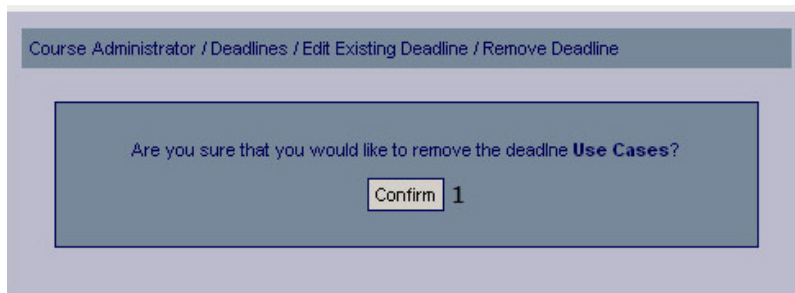 Course Administrator / Deadlines / Edit Existing Deadline / Remove Deadline
Are you sure that you would like to remove the deadlne Use Cases?
Confirm 1